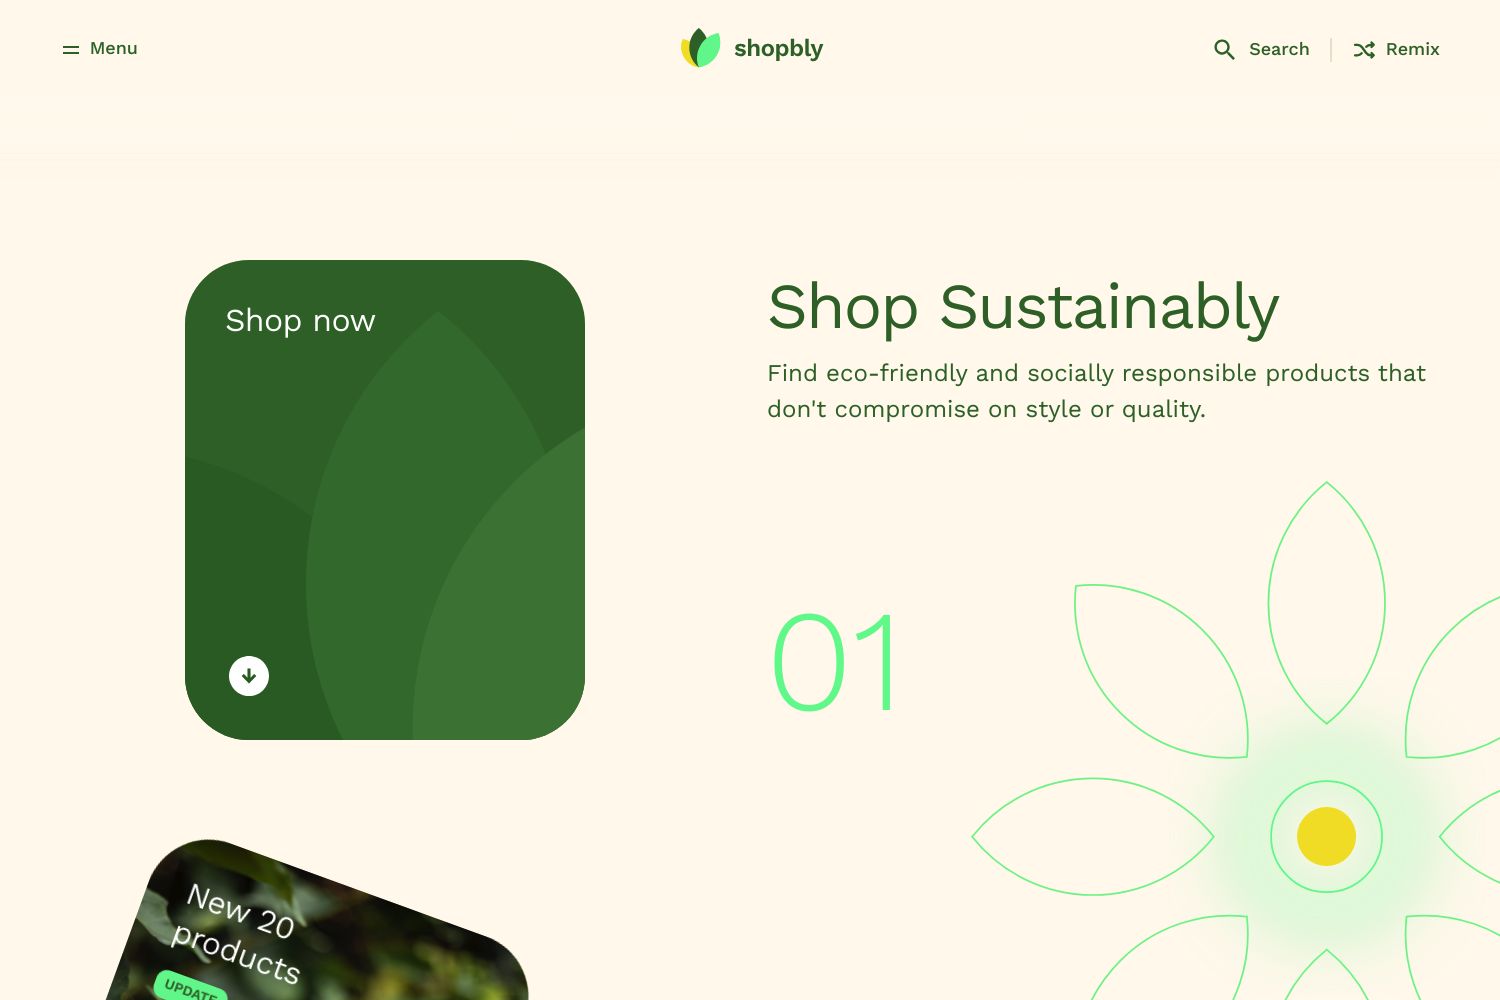 Menu
shopbly
Search
Remix
Shop now
Shop Sustainably
Find eco-friendly and socially responsible products that
don't compromise on style or quality.
01
New 20
products
UPDATE